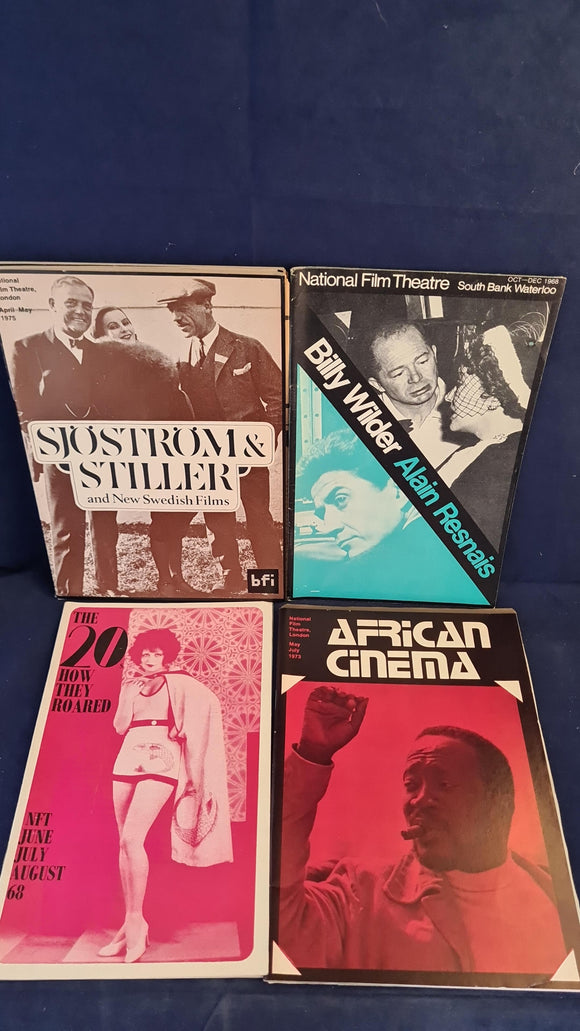 National
Film Theatre,
London
April May
1975
SJÖSTRÖM &
STILLER
and New Swedish Films
bfi
National Film Theatre
OCT—DEC 1968
South Bank Waterloo
Billy Wilder
Alain Resnais
THE
20
HOW
THEY
ROARED
NFT
JUNE
JULY
AUGUST
68
National
Film
Theatre,
London
May
July
1973
AFRICAN
CINEMA